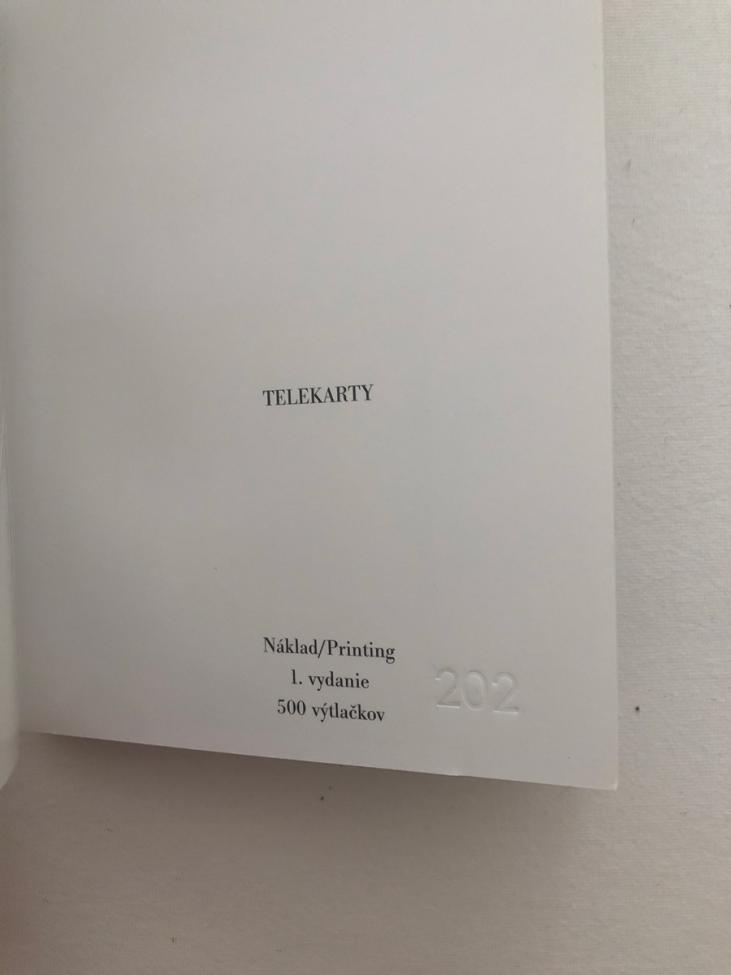 TELEKARTY
Náklad/Printing
1. vydanie
500 výtlačkov
202